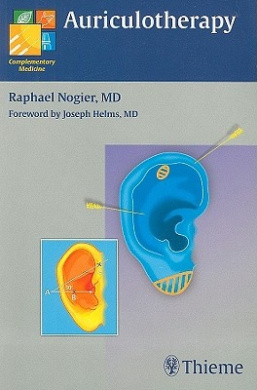 Auriculotherapy
Complementary
Medicine
Raphael Nogier, MD
Foreword by Joseph Helms, MD
A
B
Thieme